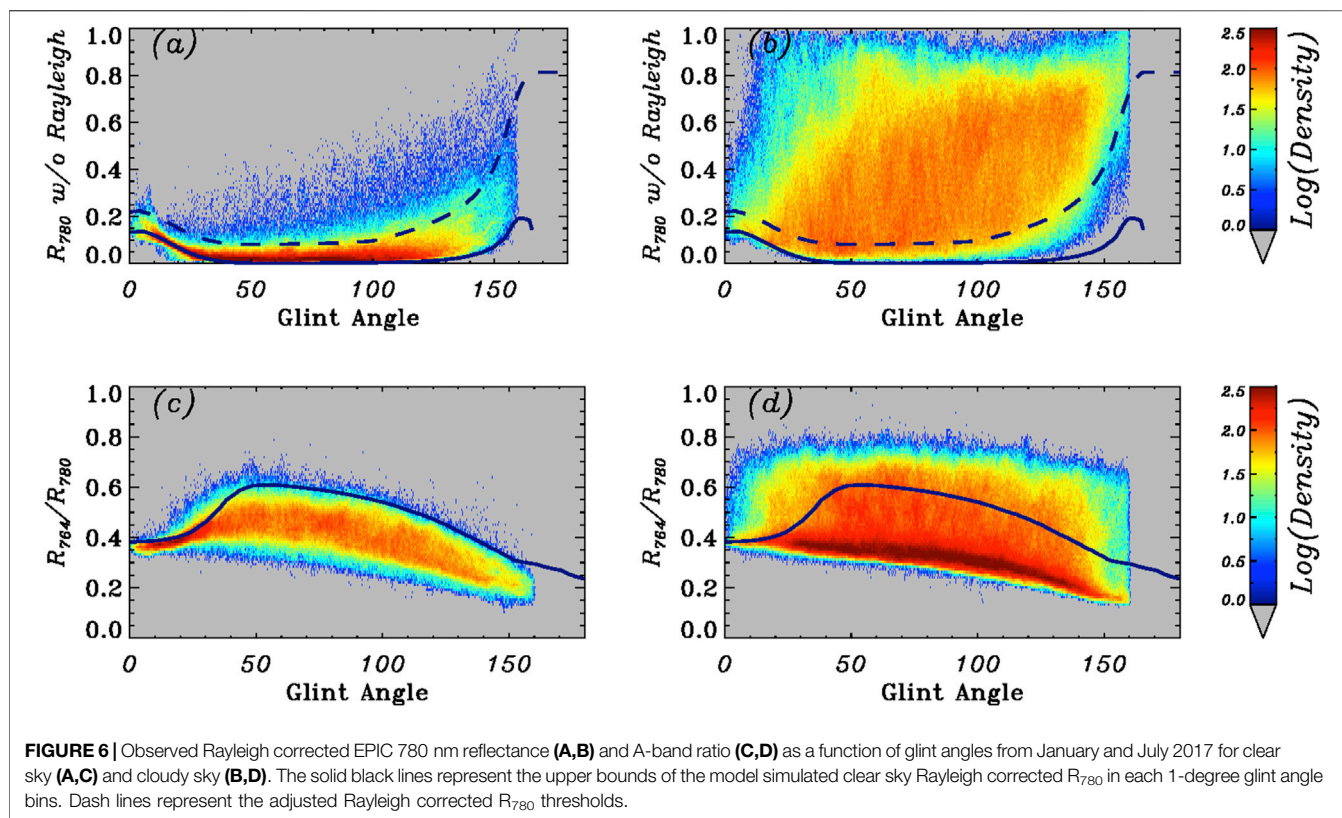 (a)
R780 w/o Rayleigh
1.0
0.8
0.6
0.4
0.2
0.0
0 50 100 150
Glint Angle
(b)
R780 w/o Rayleigh
1.0
0.8
0.6
0.4
0.2
0.0
0 50 100 150
Glint Angle
2.5
2.0
1.5
1.0
0.5
0.0
Log(Density)
(c)
R764/R780
1.0
0.8
0.6
0.4
0.2
0.0
0 50 100 150
Glint Angle
(d)
R764/R780
1.0
0.8
0.6
0.4
0.2
0.0
0 50 100 150
Glint Angle
2.5
2.0
1.5
1.0
0.5
0.0
Log(Density)
FIGURE 6 | Observed Rayleigh corrected EPIC 780 nm reflectance (A,B) and A-band ratio (C,D) as a function of glint angles from January and July 2017 for clear
sky (A,C) and cloudy sky (B,D). The solid black lines represent the upper bounds of the model simulated clear sky Rayleigh corrected R780 in each 1-degree glint angle
bins. Dash lines represent the adjusted Rayleigh corrected R780 thresholds.